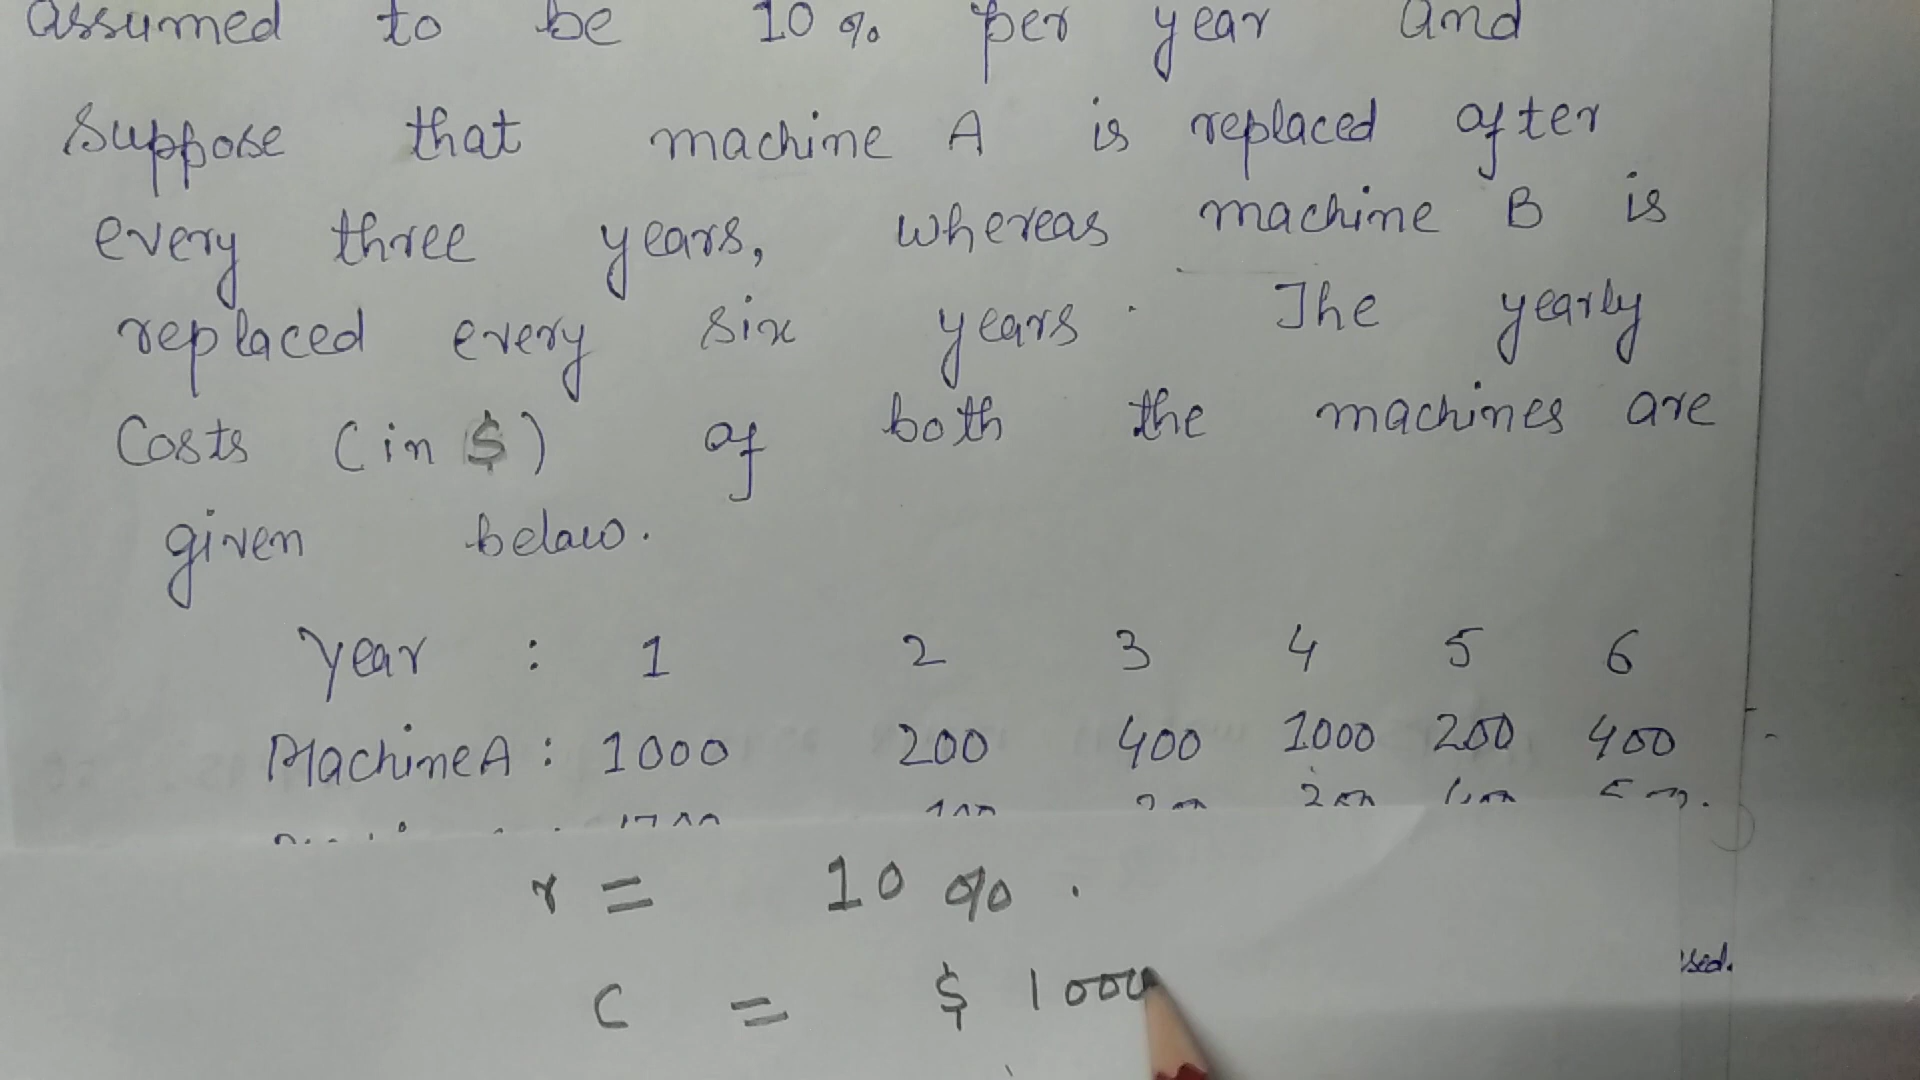 assumed to be 10% per year and
suppose that machine A is replaced after
every three years, whereas machine B is
replaced every six years. The yearly
Costs (in $) of both the machines are
given below.
Year : 1 2 3 4 5 6
Machine A : 1000 200 400 1000 200 400
r = 10 %.
C = $ 1000